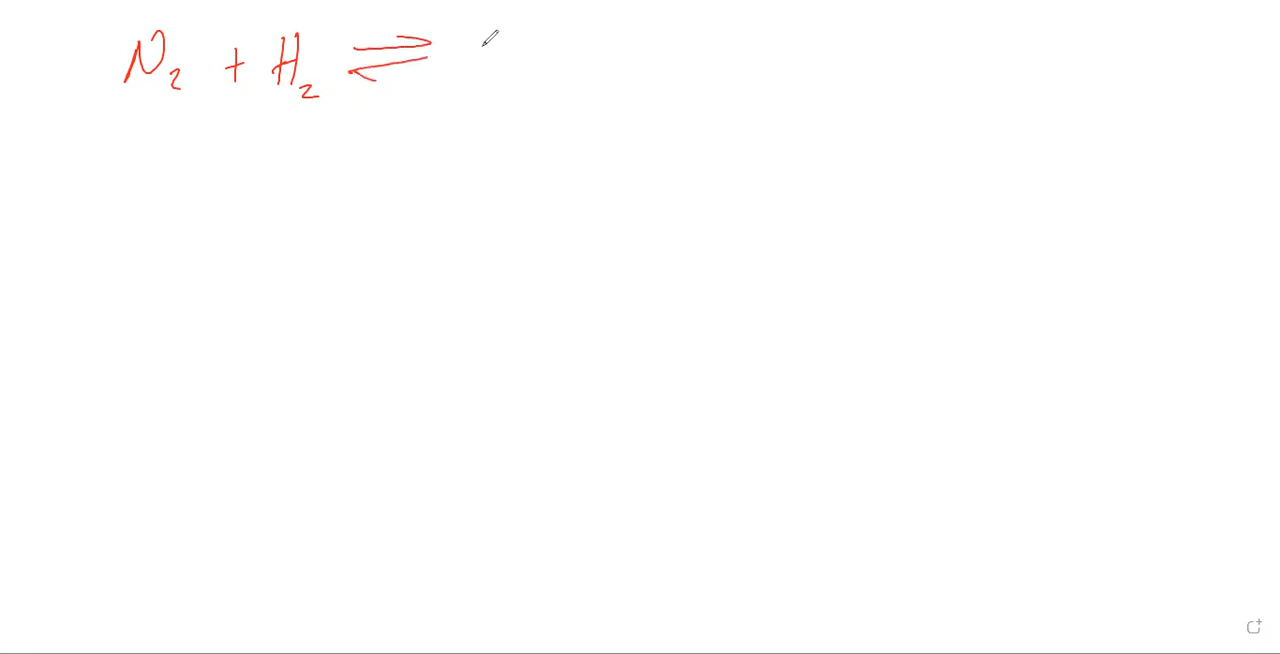 N₂ + H₂ ⇌